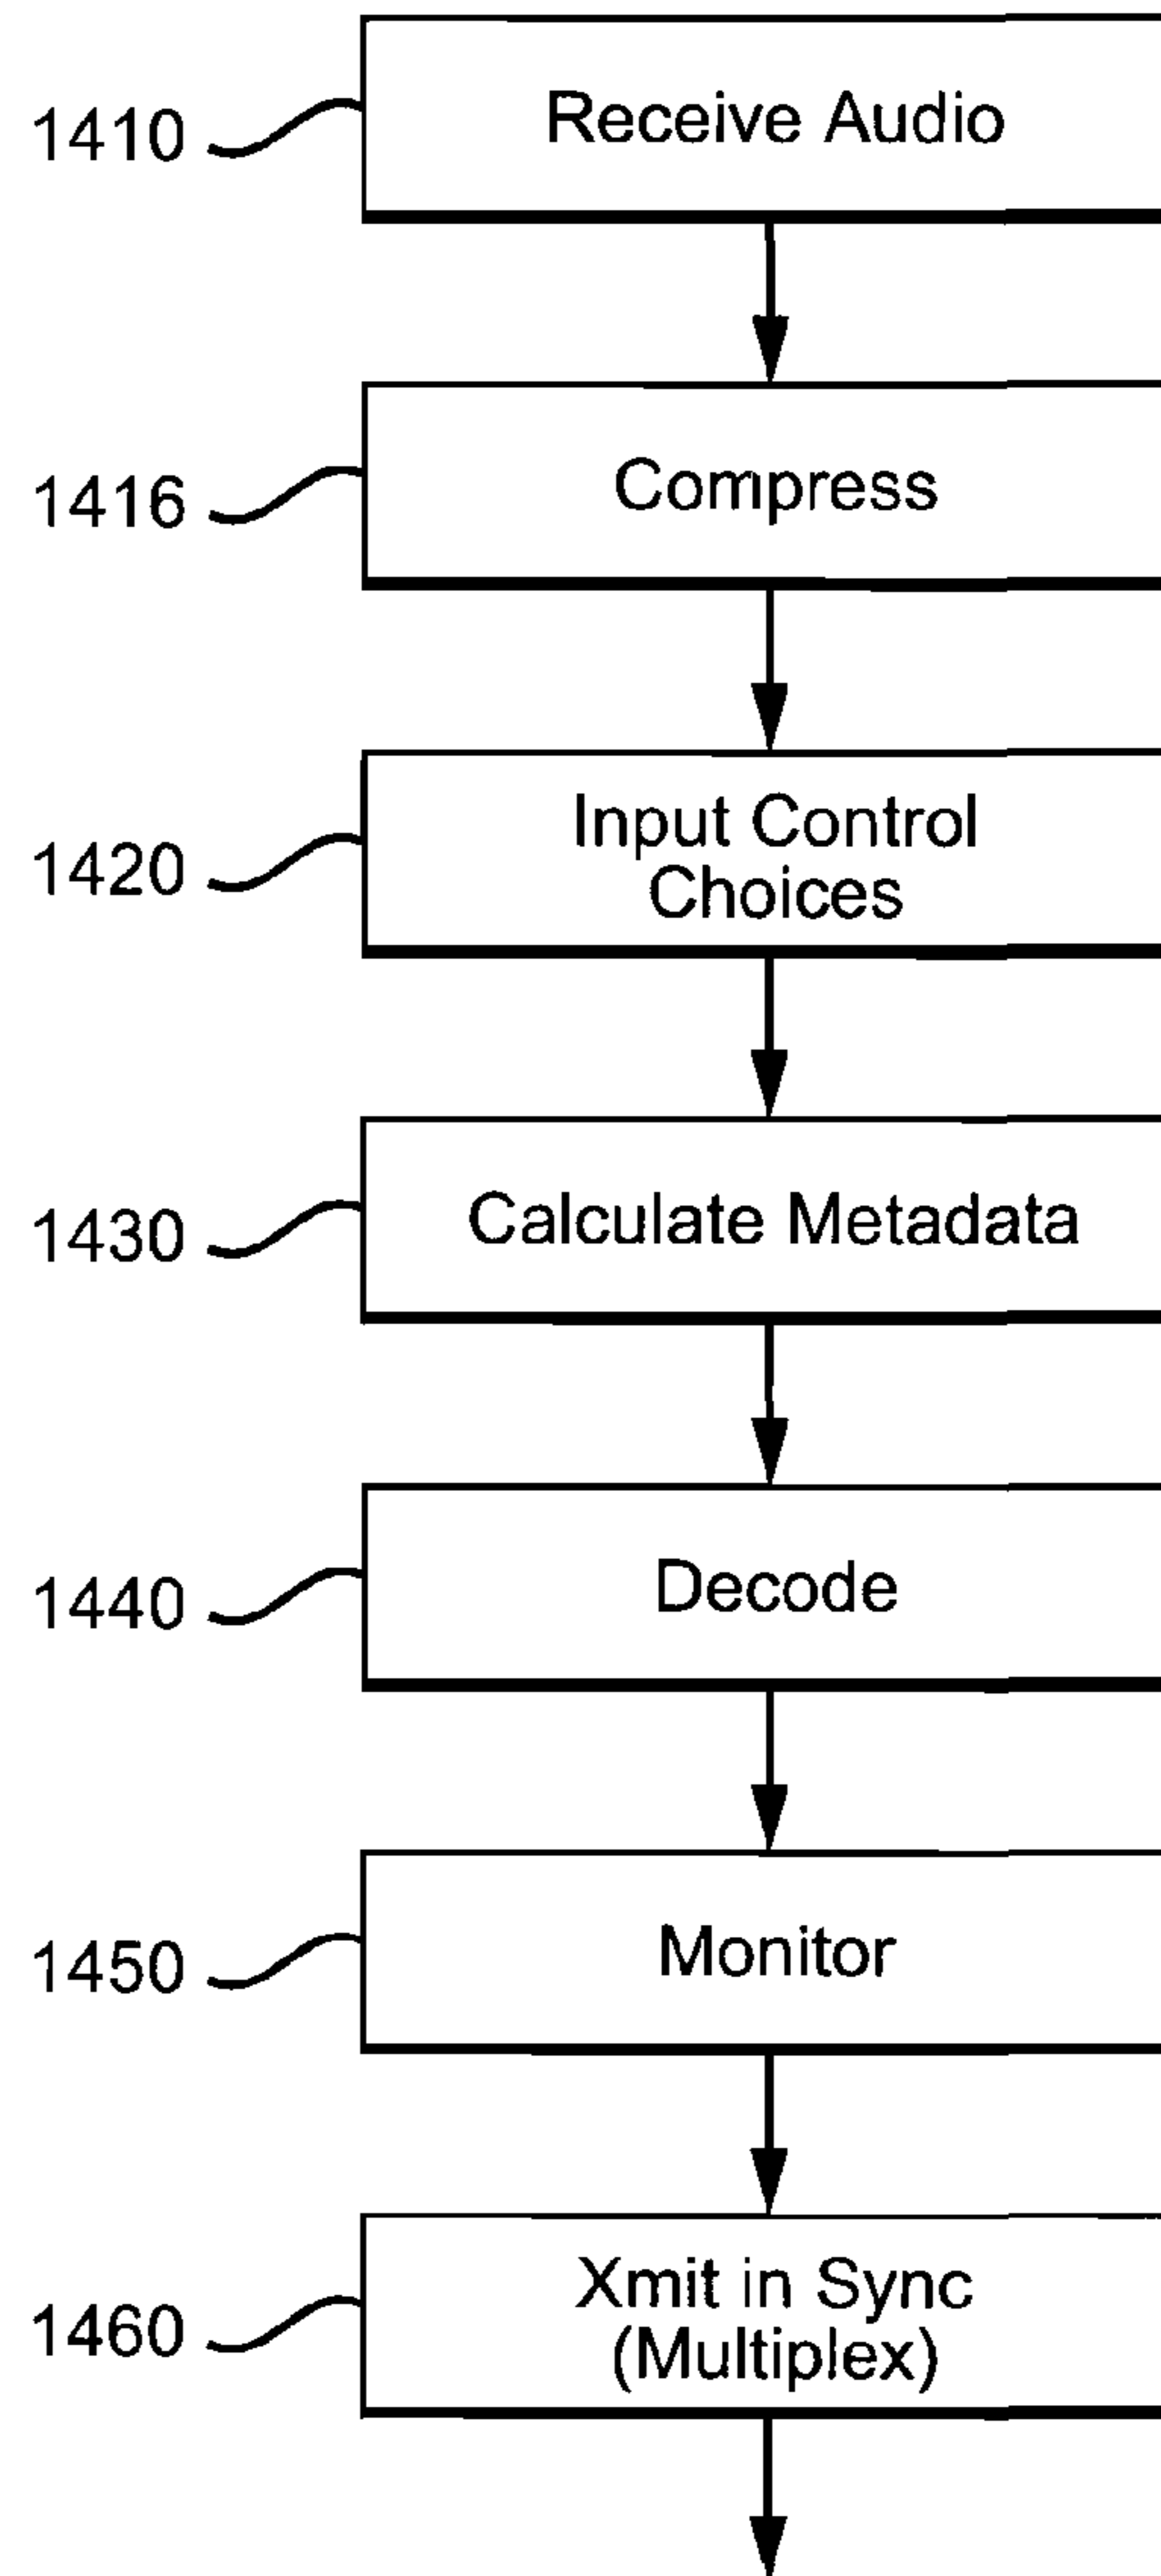 1410
Receive Audio
1416
Compress
1420
Input Control
Choices
1430
Calculate Metadata
1440
Decode
1450
Monitor
1460
Xmit in Sync
(Multiplex)